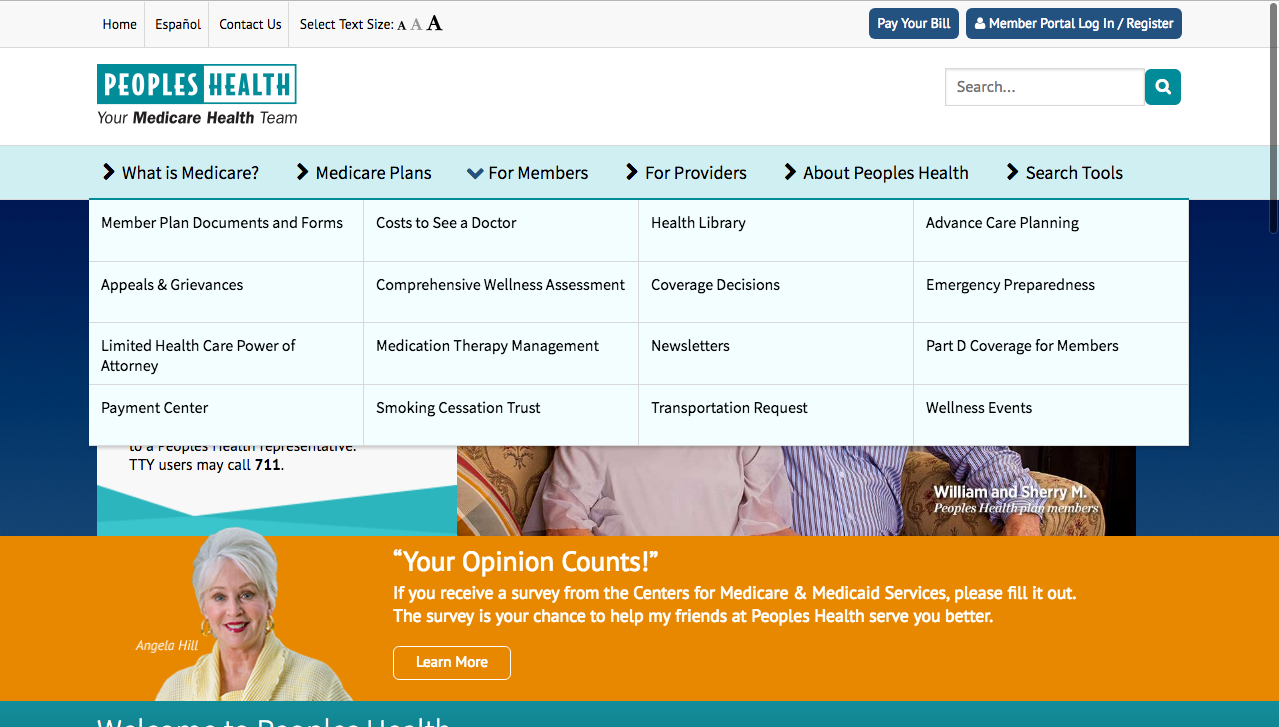 Home Español Contact Us Select Text Size: A A A Pay Your Bill Member Portal Log In / Register
PEOPLES HEALTH
Your Medicare Health Team
Search...
What is Medicare? Medicare Plans For Members For Providers About Peoples Health Search Tools
Member Plan Documents and Forms Costs to See a Doctor Health Library Advance Care Planning
Appeals & Grievances Comprehensive Wellness Assessment Coverage Decisions Emergency Preparedness
Limited Health Care Power of
Attorney
Medication Therapy Management Newsletters Part D Coverage for Members
Payment Center Smoking Cessation Trust Transportation Request Wellness Events
to a Peoples Health representative.
TTY users may call 711.
William and Sherry M.
Peoples Health plan members
“Your Opinion Counts!”
If you receive a survey from the Centers for Medicare & Medicaid Services, please fill it out.
The survey is your chance to help my friends at Peoples Health serve you better.
Angela Hill
Learn More
Welcome to Peoples Health